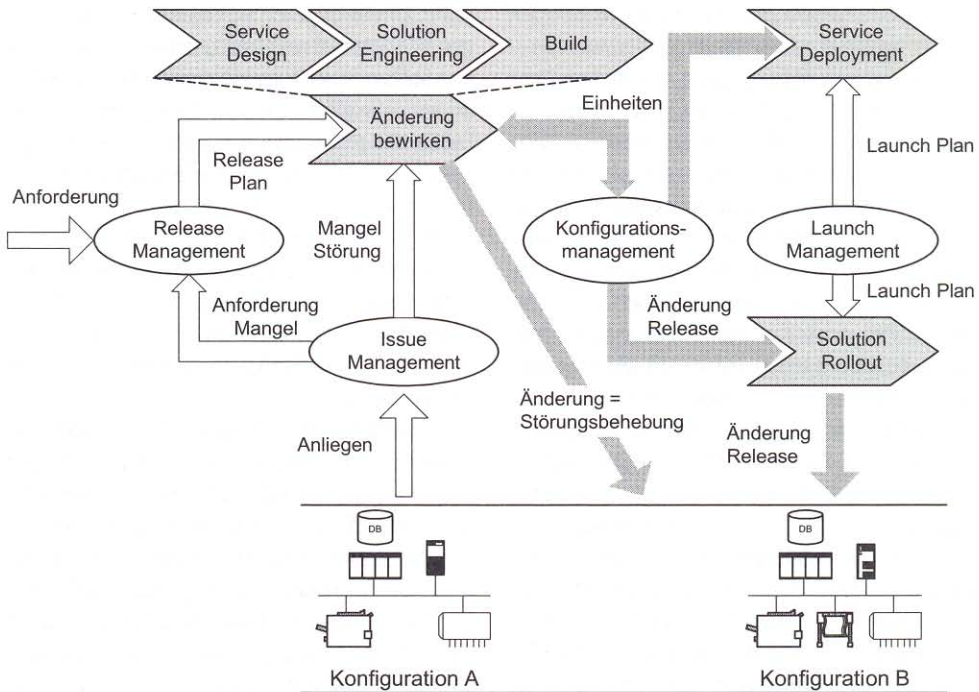 Service
Design
Solution
Engineering
Build
Service
Deployment
Änderung
bewirken
Einheiten
Release
Plan
Launch Plan
Anforderung
Release
Management
Mangel
Störung
Konfigurations-
management
Launch
Management
Anforderung
Mangel
Änderung
Release
Launch Plan
Issue
Management
Solution
Rollout
Änderung =
Störungsbehebung
Anliegen
Änderung
Release
DB
DB
Konfiguration A
Konfiguration B